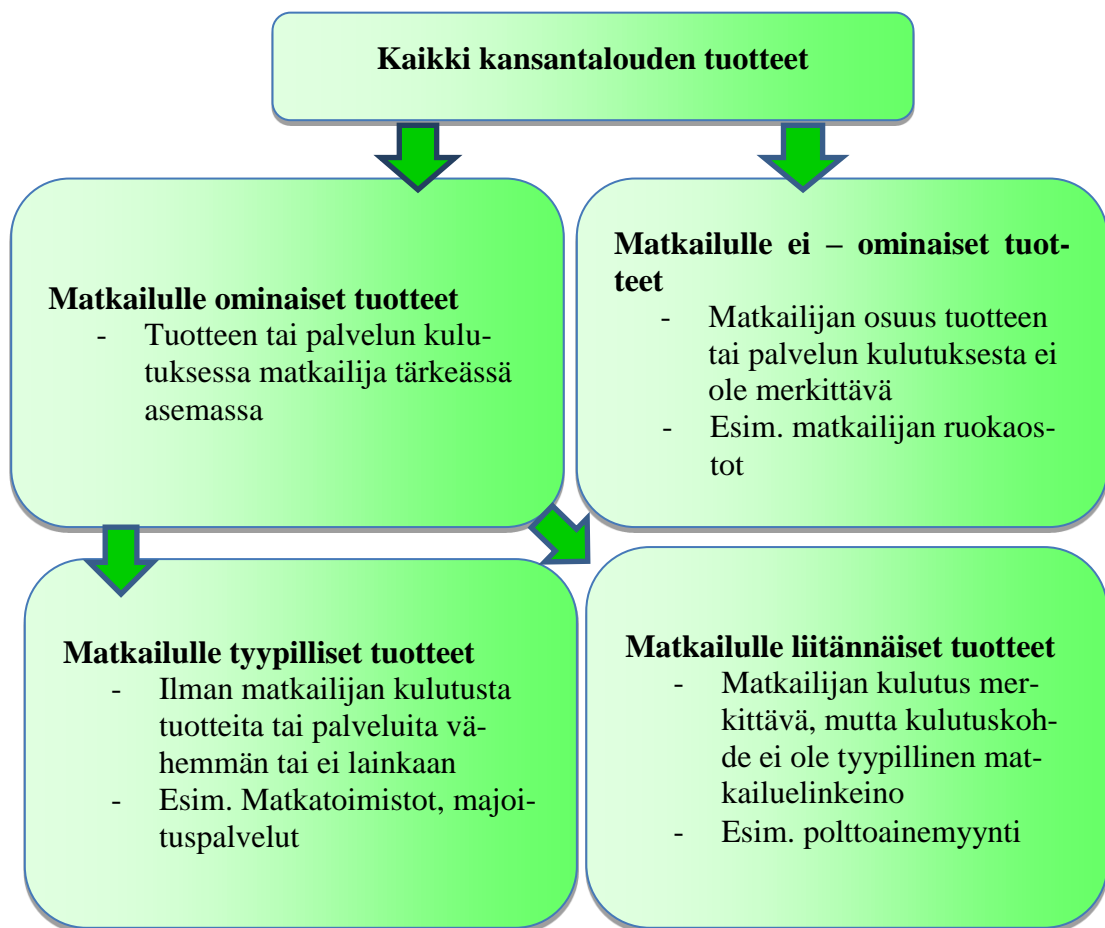 Kaikki kansantalouden tuotteet
Matkailulle ominaiset tuotteet
- Tuotteen tai palvelun kulu-
tuksessa matkailija tärkeässä
asemassa
Matkailulle ei – ominaiset tuot-
teet
- Matkailijan osuus tuotteen
tai palvelun kulutuksesta ei
ole merkittävä
- Esim. matkailijan ruokaos-
tot
Matkailulle tyypilliset tuotteet
- Ilman matkailijan kulutusta
tuotteita tai palveluita vä-
hemmän tai ei lainkaan
- Esim. Matkatoimistot, majoi-
tuspalvelut
Matkailulle liitännäiset tuotteet
- Matkailijan kulutus mer-
kittävä, mutta kulutuskoh-
de ei ole tyypillinen mat-
kailuelinkeino
- Esim. polttoainemyynti